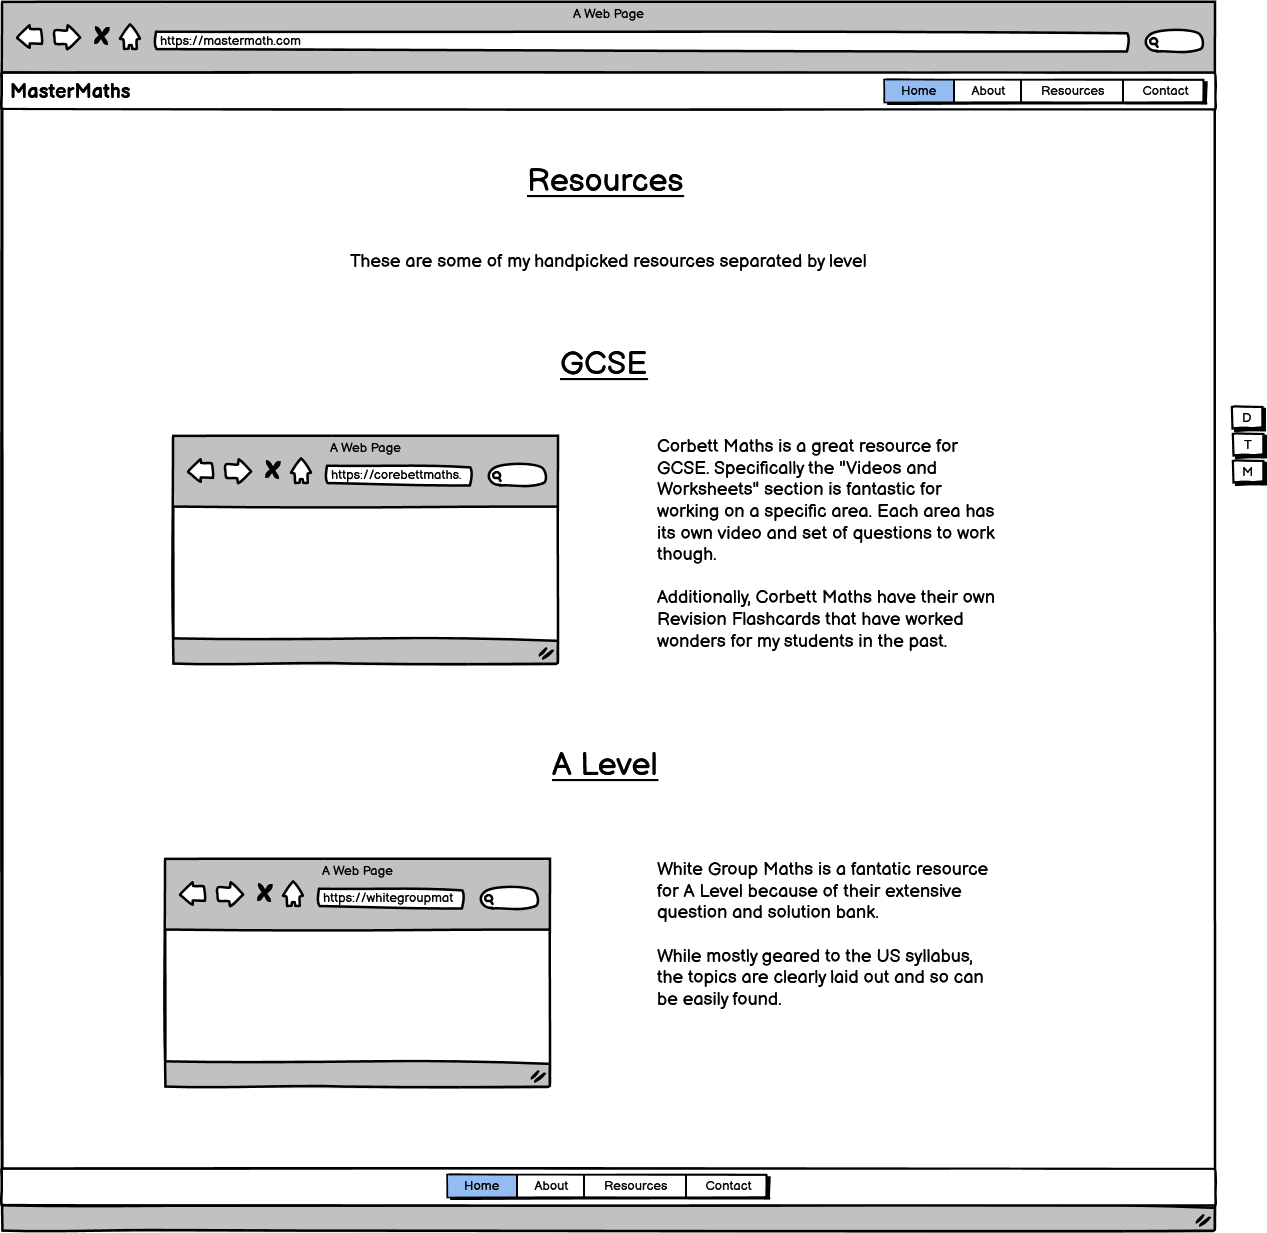 A Web Page
https://mastermath.com
MasterMaths
Home About Resources Contact
Resources
These are some of my handpicked resources separated by level
GCSE
A Web Page
https://corebettmaths.
Corbett Maths is a great resource for
GCSE. Specifically the "Videos and
Worksheets" section is fantastic for
working on a specific area. Each area has
its own video and set of questions to work
though.
Additionally, Corbett Maths have their own
Revision Flashcards that have worked
wonders for my students in the past.
D
T
M
A Level
A Web Page
https://whitegroupmat
White Group Maths is a fantatic resource
for A Level because of their extensive
question and solution bank.
While mostly geared to the US syllabus,
the topics are clearly laid out and so can
be easily found.
Home About Resources Contact